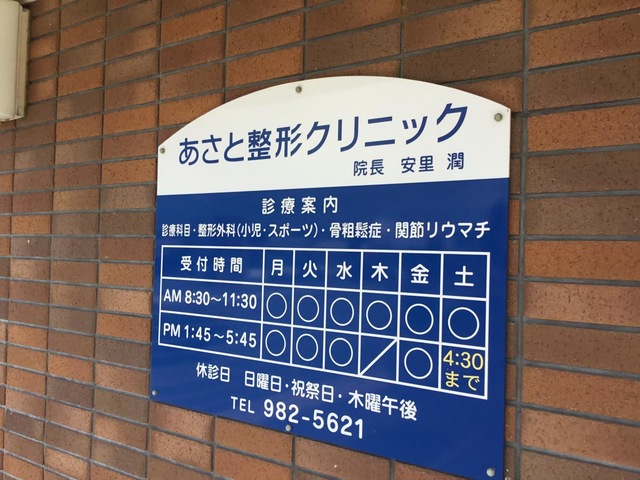 あさと整形クリニック
院長 安里 潤
診療案内
診療科目・整形外科(小児・スポーツ)・骨粗鬆症・関節リウマチ
受付時間 月 火 水 木 金 土
AM 8:30～11:30 ○ ○ ○ ○ ○ ○
PM 1:45～5:45 ○ ○ ○ ／ ○ 4:30まで
休診日 日曜日・祝祭日・木曜午後
TEL 982-5621